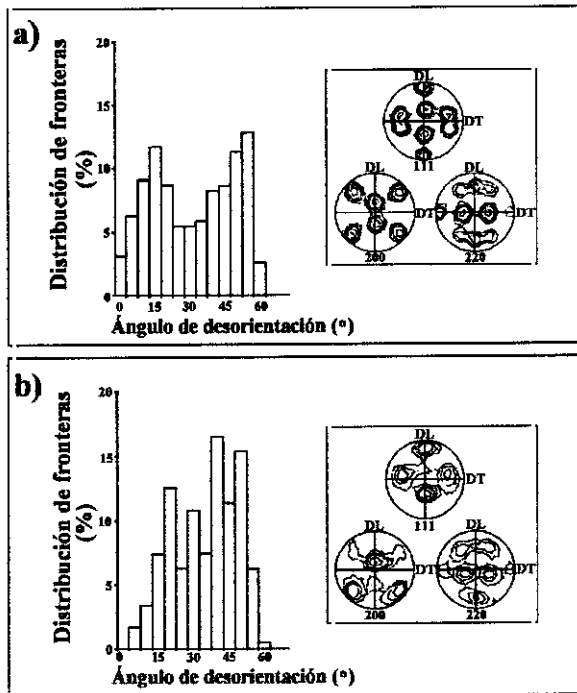 a)
Distribución de fronteras
(%)
20
15
10
5
0
0 15 30 45 60
Ángulo de desorientación (º)
DL
DT
111
DL
DT
200
DL
DT
220
b)
Distribución de fronteras
(%)
20
15
10
5
0
15 30 45 60
Ángulo de desorientación (º)
DL
DT
111
DL
DT
200
DL
DT
220